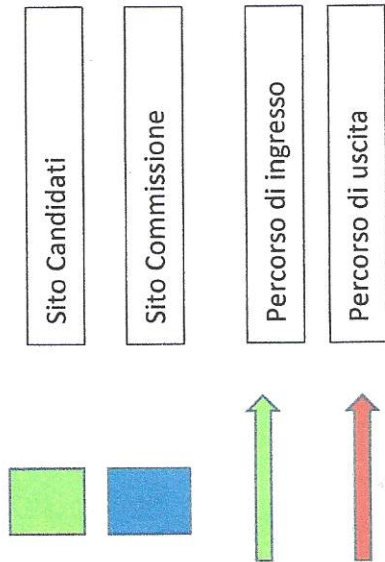 Sito Candidati
Sito Commissione
Percorso di ingresso
Percorso di uscita